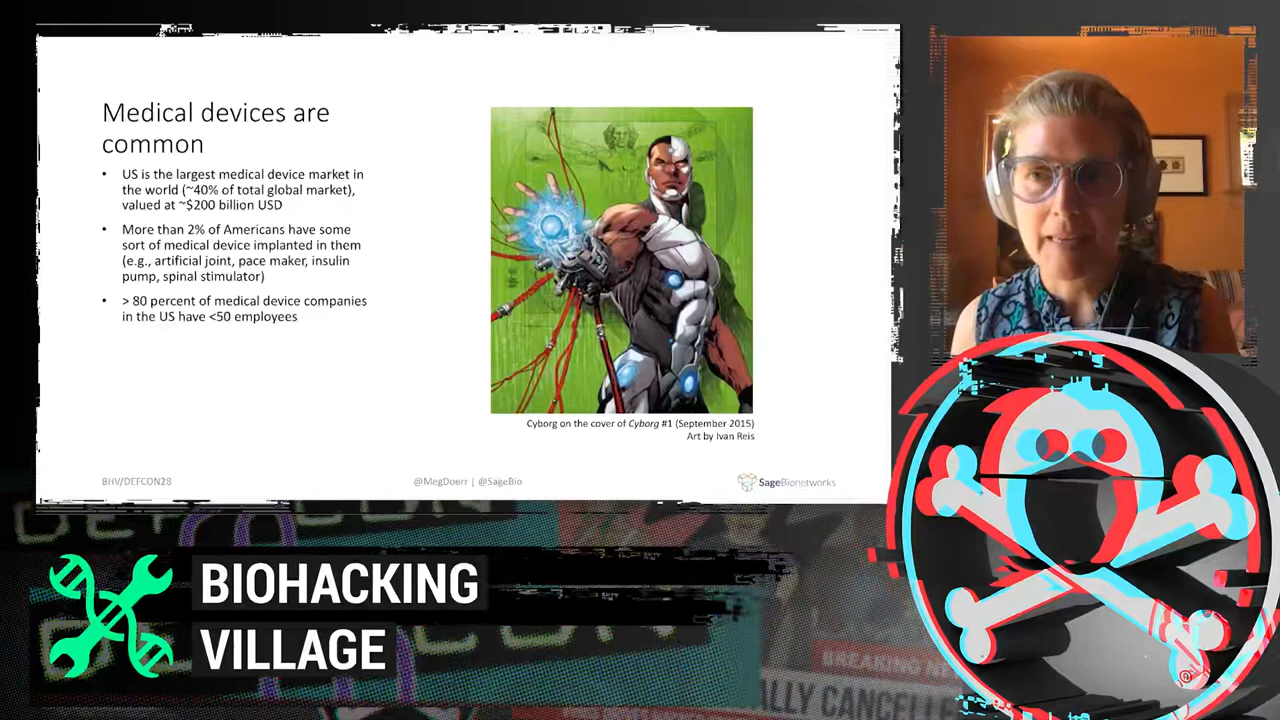 Medical devices are
common
• US is the largest medical device market in
the world (~40% of total global market),
valued at ~$200 billion USD
• More than 2% of Americans have some
sort of medical device implanted in them
(e.g., artificial joint, pace maker, insulin
pump, spinal stimulator)
• > 80 percent of medical device companies
in the US have <50 employees
Cyborg on the cover of Cyborg #1 (September 2015)
Art by Ivan Reis
BHV/DEFCON28
@MegDoerr | @SageBio
SageBionetworks
BIOHACKING
VILLAGE
BREAKING NE
ALLY CANCELLE
®